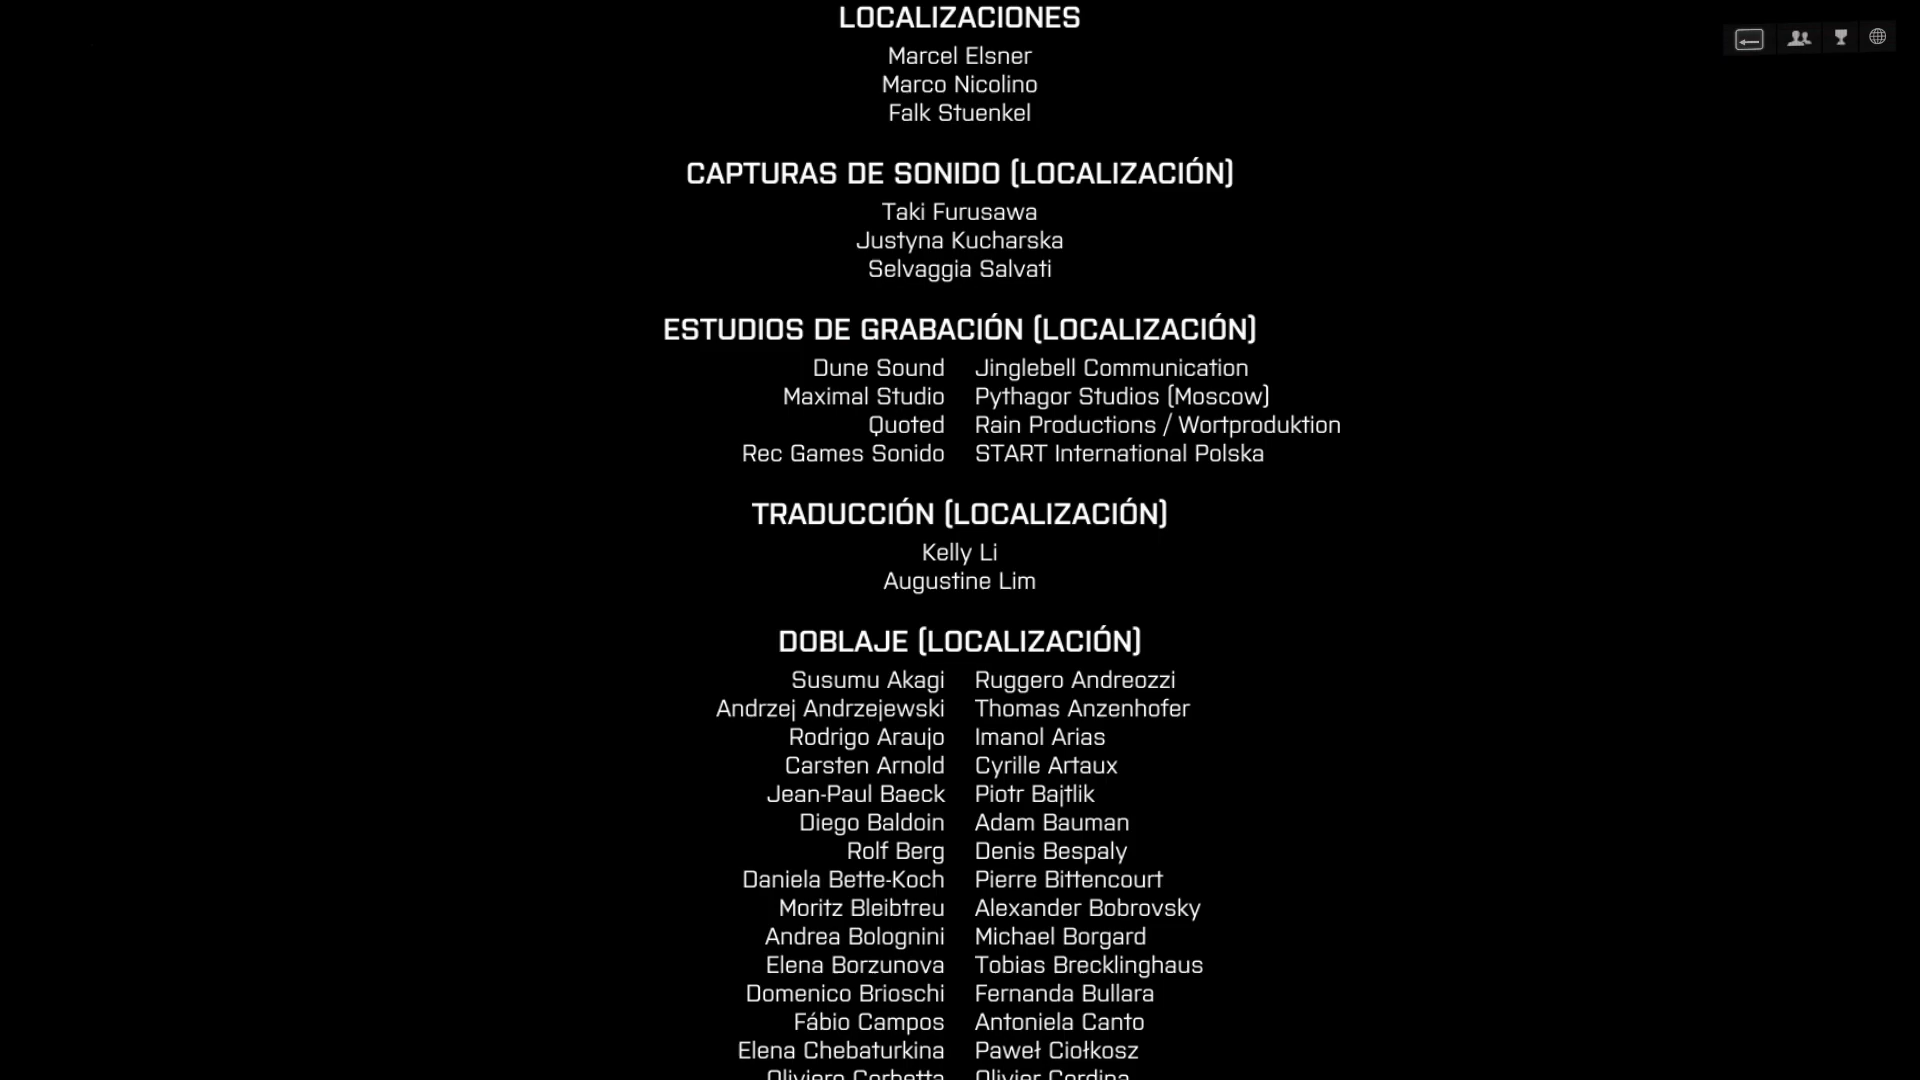 LOCALIZACIONES
Marcel Elsner
Marco Nicolino
Falk Stuenkel
CAPTURAS DE SONIDO (LOCALIZACIÓN)
Taki Furusawa
Justyna Kucharska
Selvaggia Salvati
ESTUDIOS DE GRABACIÓN (LOCALIZACIÓN)
Dune Sound Jinglebell Communication
Maximal Studio Pythagor Studios (Moscow)
Quoted Rain Productions / Wortproduktion
Rec Games Sonido START International Polska
TRADUCCIÓN (LOCALIZACIÓN)
Kelly Li
Augustine Lim
DOBLAJE (LOCALIZACIÓN)
Susumu Akagi Ruggero Andreozzi
Andrzej Andrzejewski Thomas Anzenhofer
Rodrigo Araujo Imanol Arias
Carsten Arnold Cyrille Artaux
Jean-Paul Baeck Piotr Bajtlik
Diego Baldoin Adam Bauman
Rolf Berg Denis Bespaly
Daniela Bette-Koch Pierre Bittencourt
Moritz Bleibtreu Alexander Bobrovsky
Andrea Bolognini Michael Borgard
Elena Borzunova Tobias Brecklinghaus
Domenico Brioschi Fernanda Bullara
Fábio Campos Antoniela Canto
Elena Chebaturkina Paweł Ciołkosz
Oliviero Corbetta Olivier Cordina